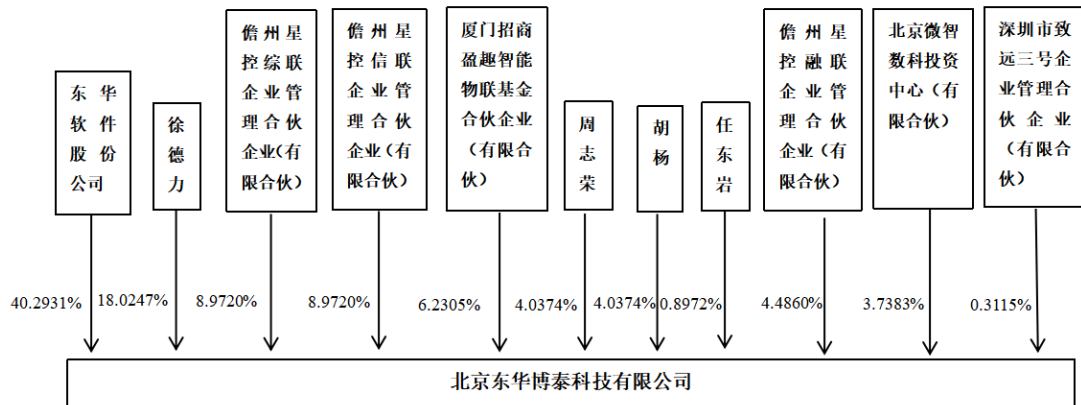 东华
软件
股份
公司
徐
德
力
儋州星
控综联
企业管
理合伙
企业(有
限合伙)
儋州星
控信联
企业管
理合伙
企业（有
限合伙）
厦门招商
盈趣智能
物联基金
合伙企业
（有限合
伙）
周
志
荣
胡
杨
任
东
岩
儋州星
控融联
企业管
理合伙
企业（有
限合伙）
北京微智
数科投资
中心（有
限合伙）
深圳市致
远三号企
业管理合
伙企业
（有限合
伙）
40.2931%
18.0247%
8.9720%
8.9720%
6.2305%
4.0374%
4.0374%
0.8972%
4.4860%
3.7383%
0.3115%
北京东华博泰科技有限公司